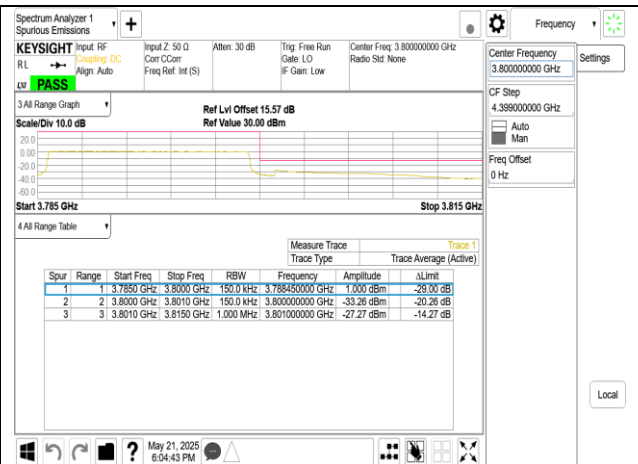 Spectrum Analyzer 1
Spurious Emissions
Frequency
KEYSIGHT Input: RF Input Z: 50 Ω Atten: 30 dB Trig: Free Run Center Freq: 3.800000000 GHz
RL Coupling: DC Corr CCorr Gate: LO Radio Std: None
Align: Auto Freq Ref: Int (S) IF Gain: Low
LXI PASS
Center Frequency
3.800000000 GHz
Settings
CF Step
4.399000000 GHz
Auto
Man
Freq Offset
0 Hz
3 All Range Graph
Ref Lvl Offset 15.57 dB
Scale/Div 10.0 dB Ref Value 30.00 dBm
20.0
0.00
-20.0
-40.0
-60.0
Start 3.785 GHz Stop 3.815 GHz
4 All Range Table
Measure Trace Trace 1
Trace Type Trace Average (Active)
Spur Range Start Freq Stop Freq RBW Frequency Amplitude ΔLimit
1 1 3.7850 GHz 3.8000 GHz 150.0 kHz 3.788450000 GHz 1.000 dBm -29.00 dB
2 2 3.8000 GHz 3.8010 GHz 150.0 kHz 3.800000000 GHz -33.26 dBm -20.26 dB
3 3 3.8010 GHz 3.8150 GHz 1.000 MHz 3.801000000 GHz -27.27 dBm -14.27 dB
Local
May 21, 2025
6:04:43 PM